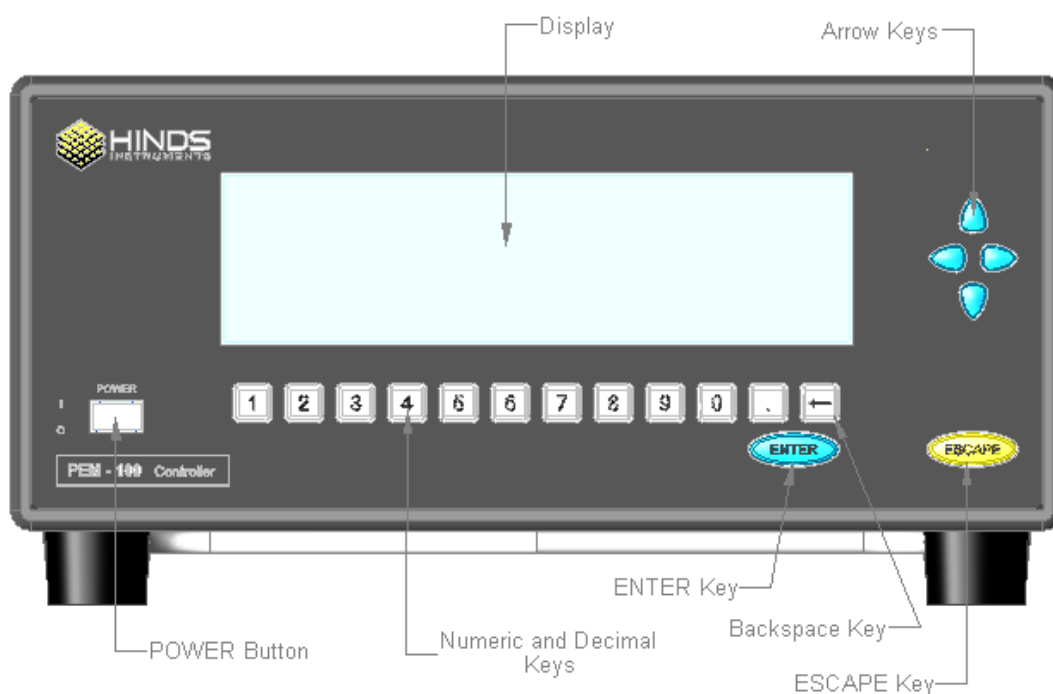 Display
Arrow Keys
HINDS
INSTRUMENTS
POWER
I
O
1 2 3 4 5 6 7 8 9 0 . ←
ENTER
ESCAPE
PEM - 100 Controller
ENTER Key
Backspace Key
POWER Button
Numeric and Decimal
Keys
ESCAPE Key